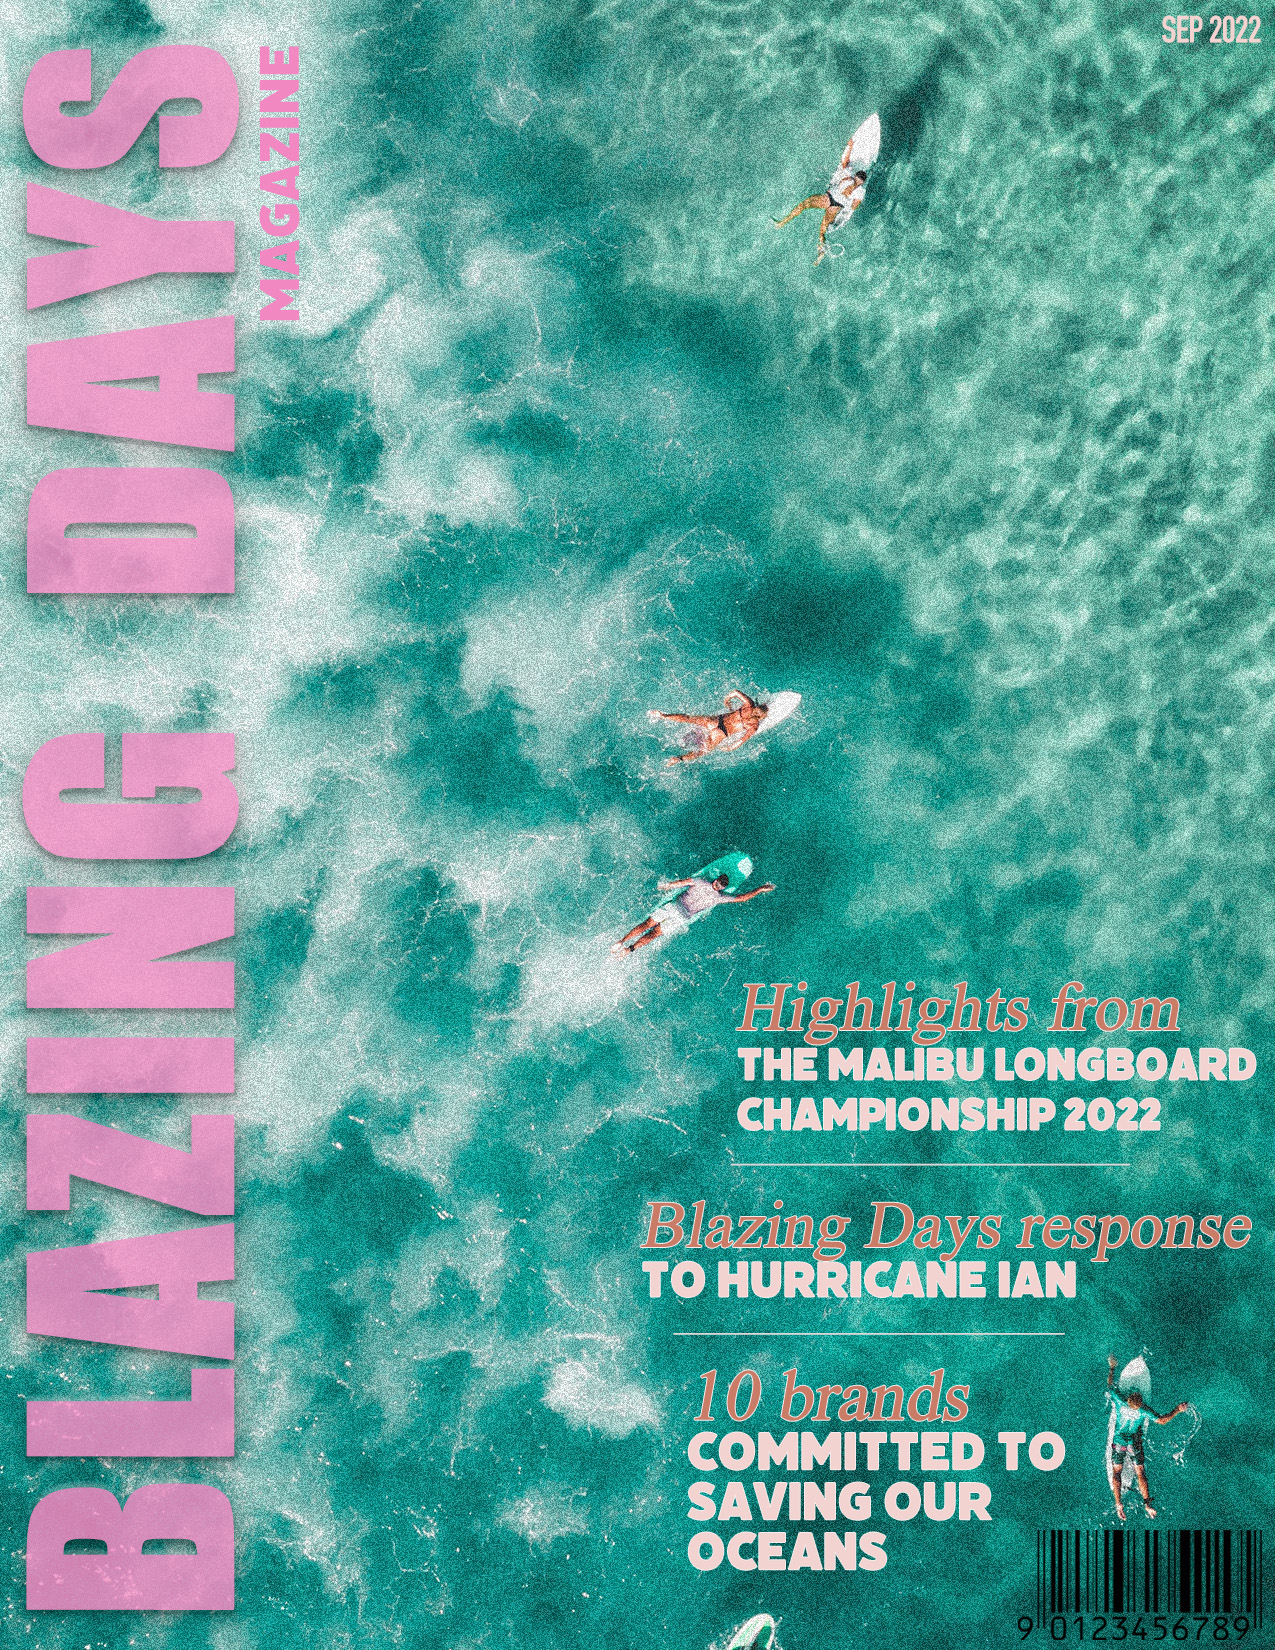 SEP 2022
BLAZING DAYS
MAGAZINE
Highlights from
THE MALIBU LONGBOARD
CHAMPIONSHIP 2022
Blazing Days response
TO HURRICANE IAN
10 brands
COMMITTED TO
SAVING OUR
OCEANS
9 0123456789